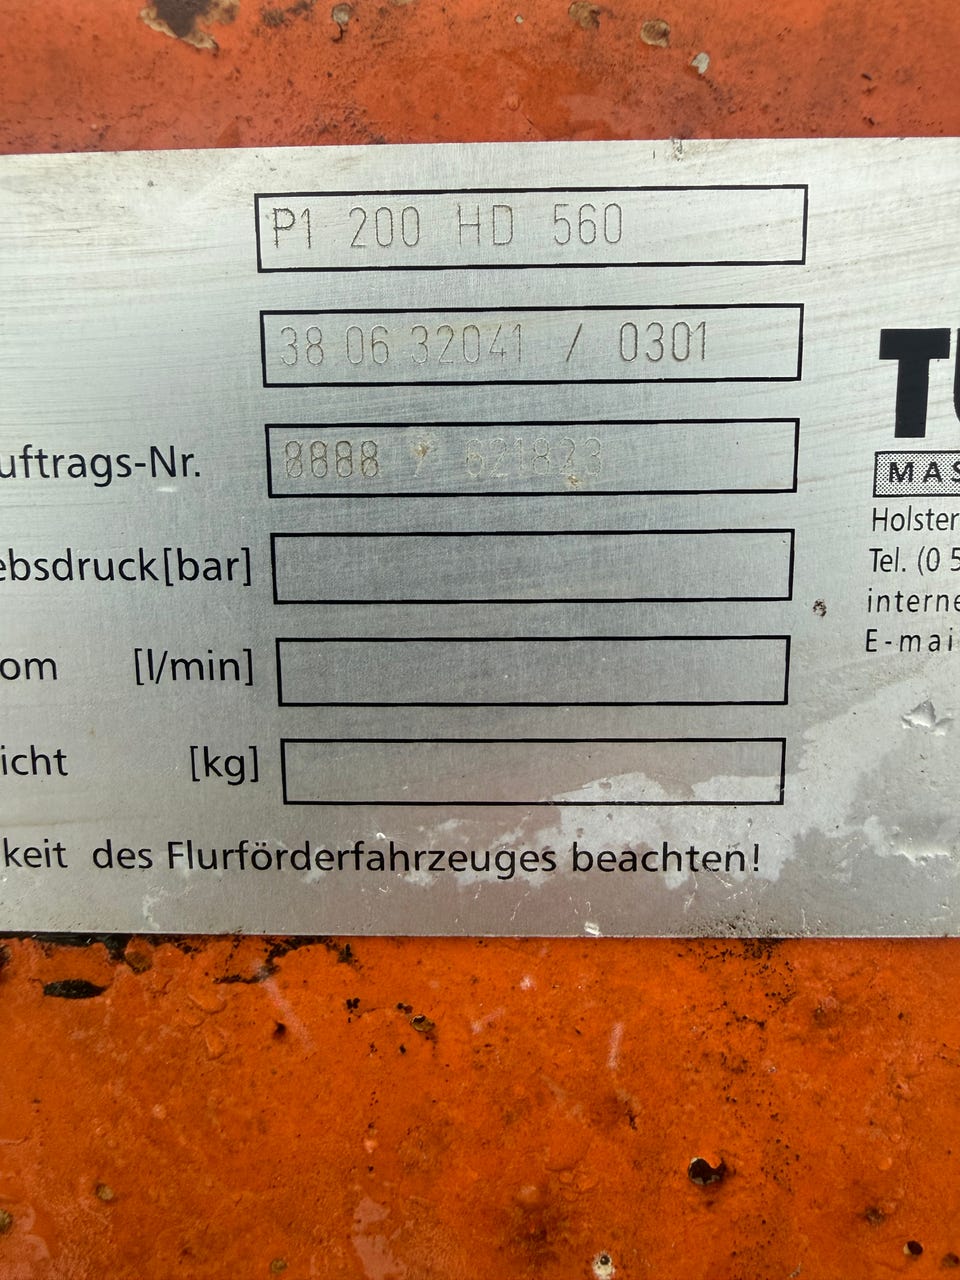 P1 200 HD 560
38 06 32041 / 0301
uftrags-Nr. 8888 / 621823
ebsdruck[bar]
om [l/min]
icht [kg]
keit des Flurförderfahrzeuges beachten!
TU
MAS
Holster
Tel. (0 5
interne
E-mai